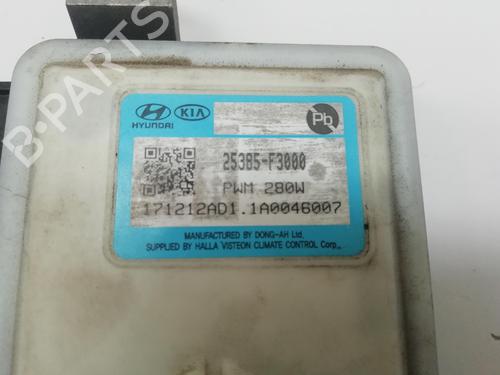 HYUNDAI
KIA
Pb
25385-F3000
PWM 280W
171212AD1.1A0046007
MANUFACTURED BY DONG-AH Ltd.
SUPPLIED BY HALLA VISTEON CLIMATE CONTROL Corp.,
B-PARTS